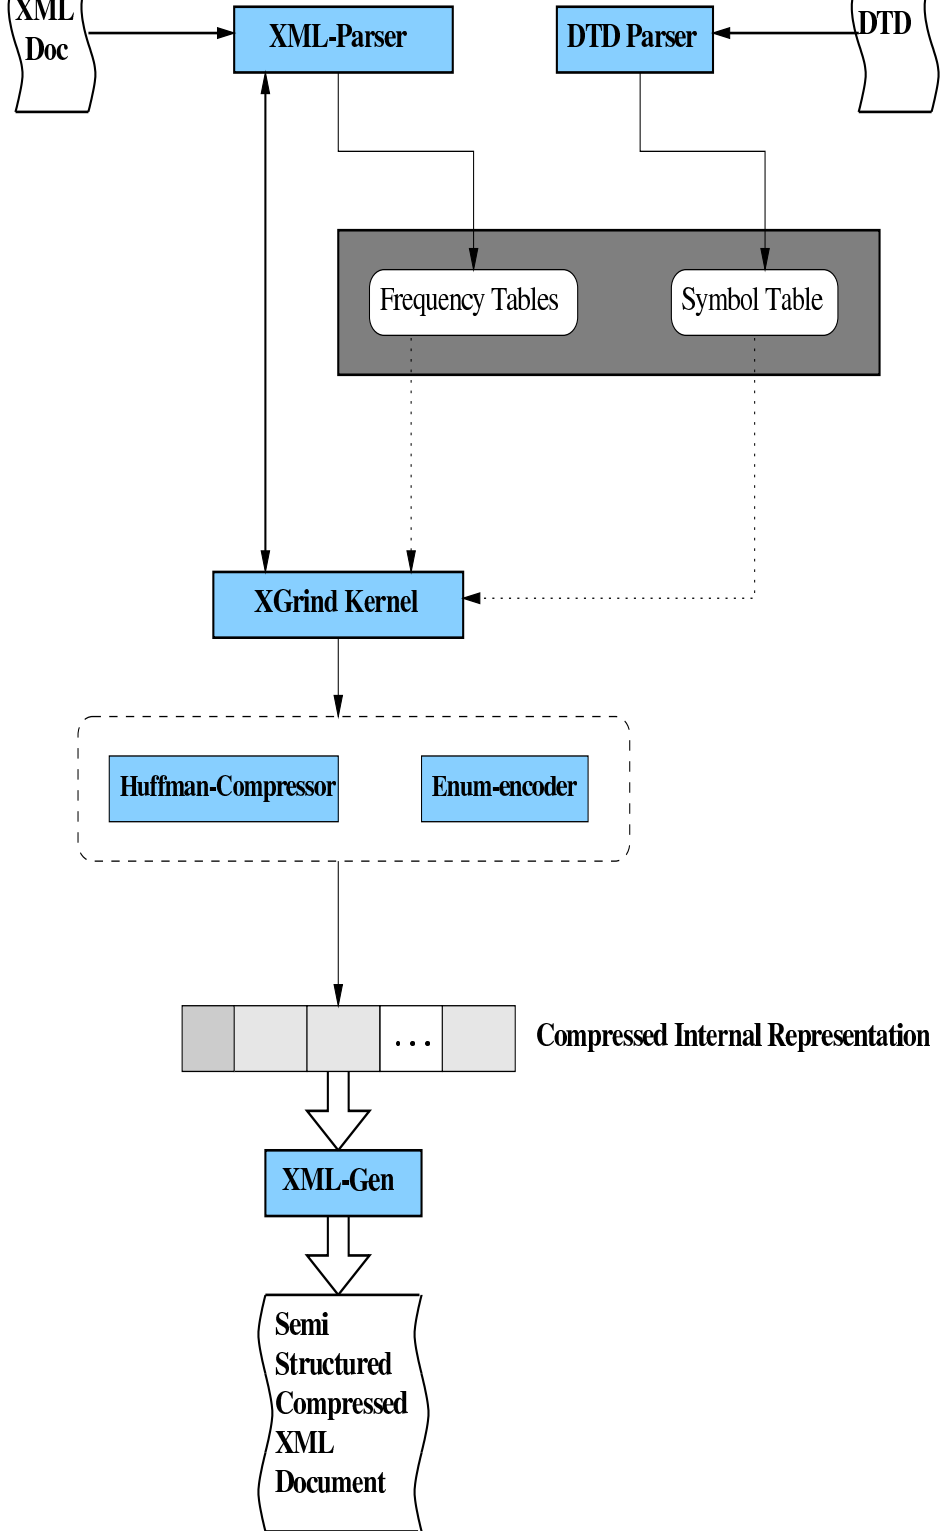 XML
Doc
XML-Parser
DTD Parser
DTD
Frequency Tables
Symbol Table
XGrind Kernel
Huffman-Compressor
Enum-encoder
...
Compressed Internal Representation
XML-Gen
Semi
Structured
Compressed
XML
Document